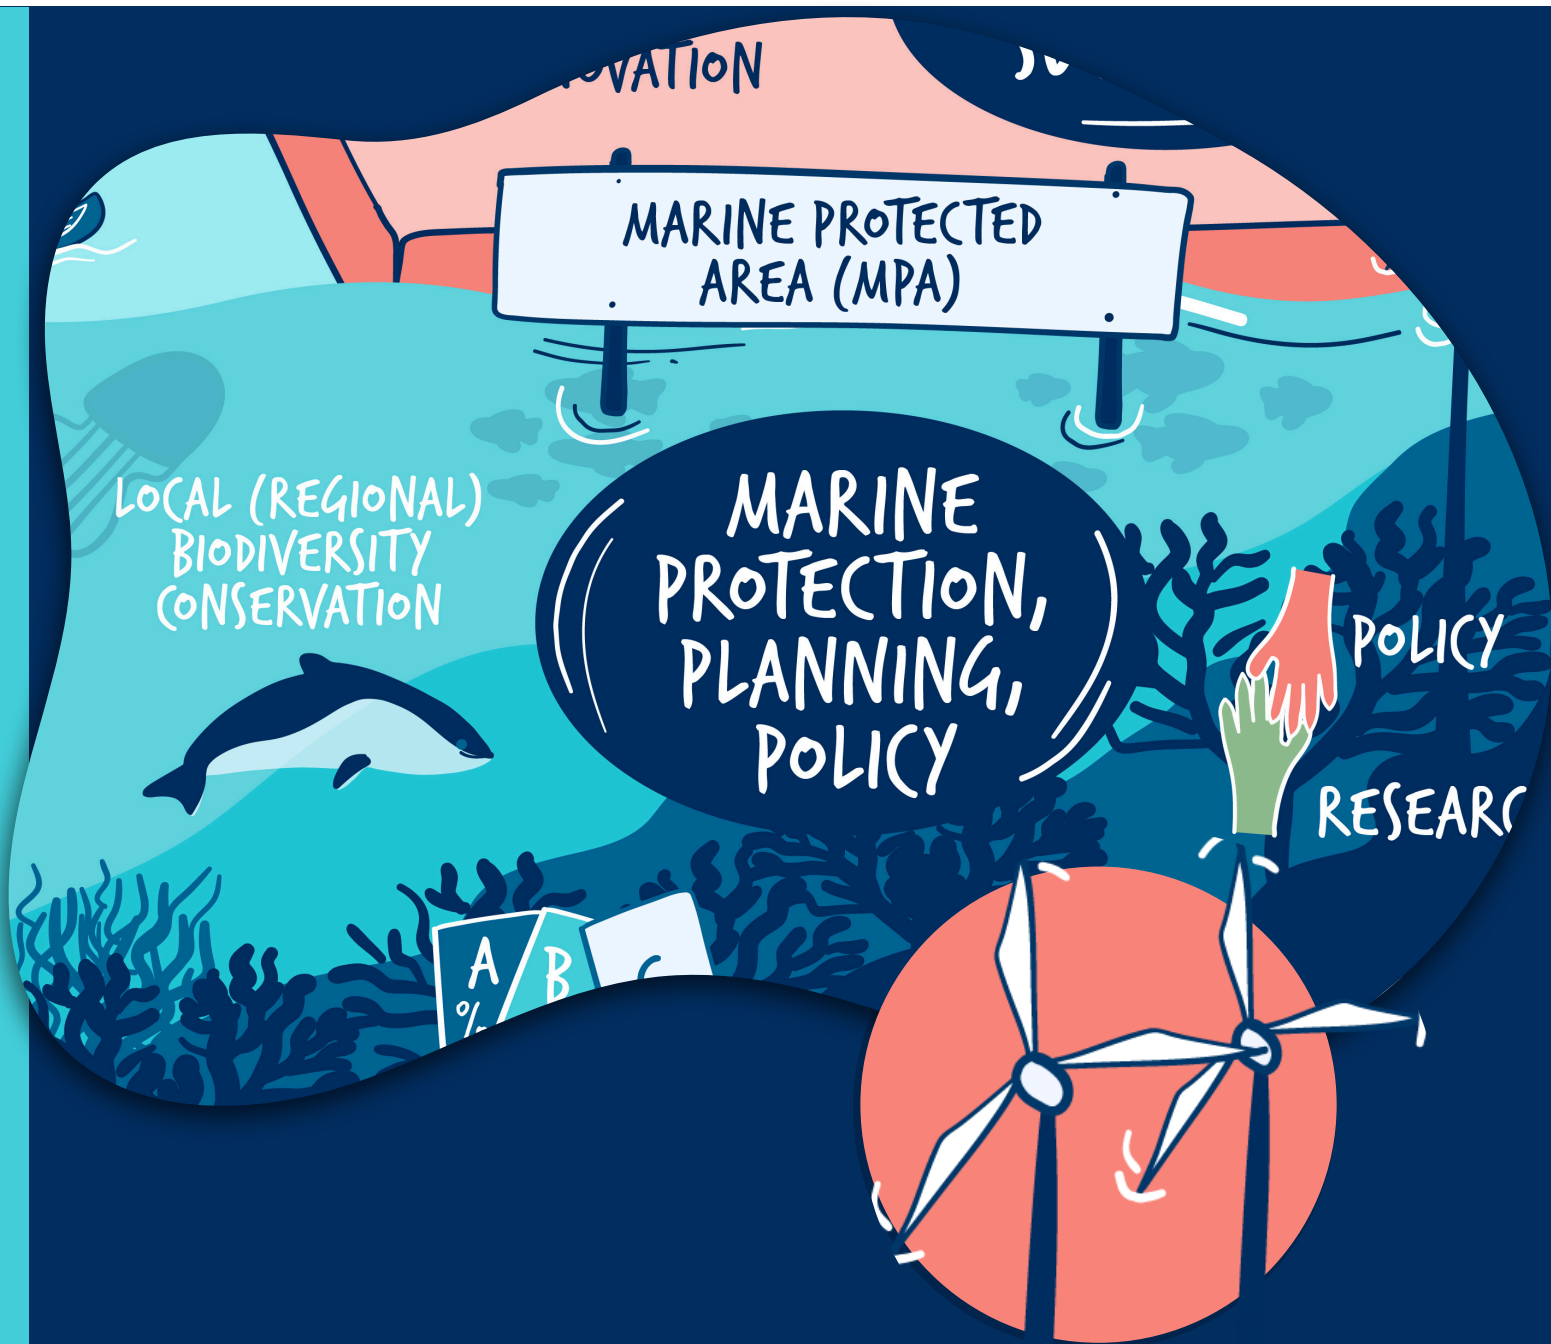 MARINE PROTECTED
AREA (MPA)
LOCAL (REGIONAL)
BIODIVERSITY
CONSERVATION
MARINE
PROTECTION,
PLANNING,
POLICY
POLICY
A
B
%